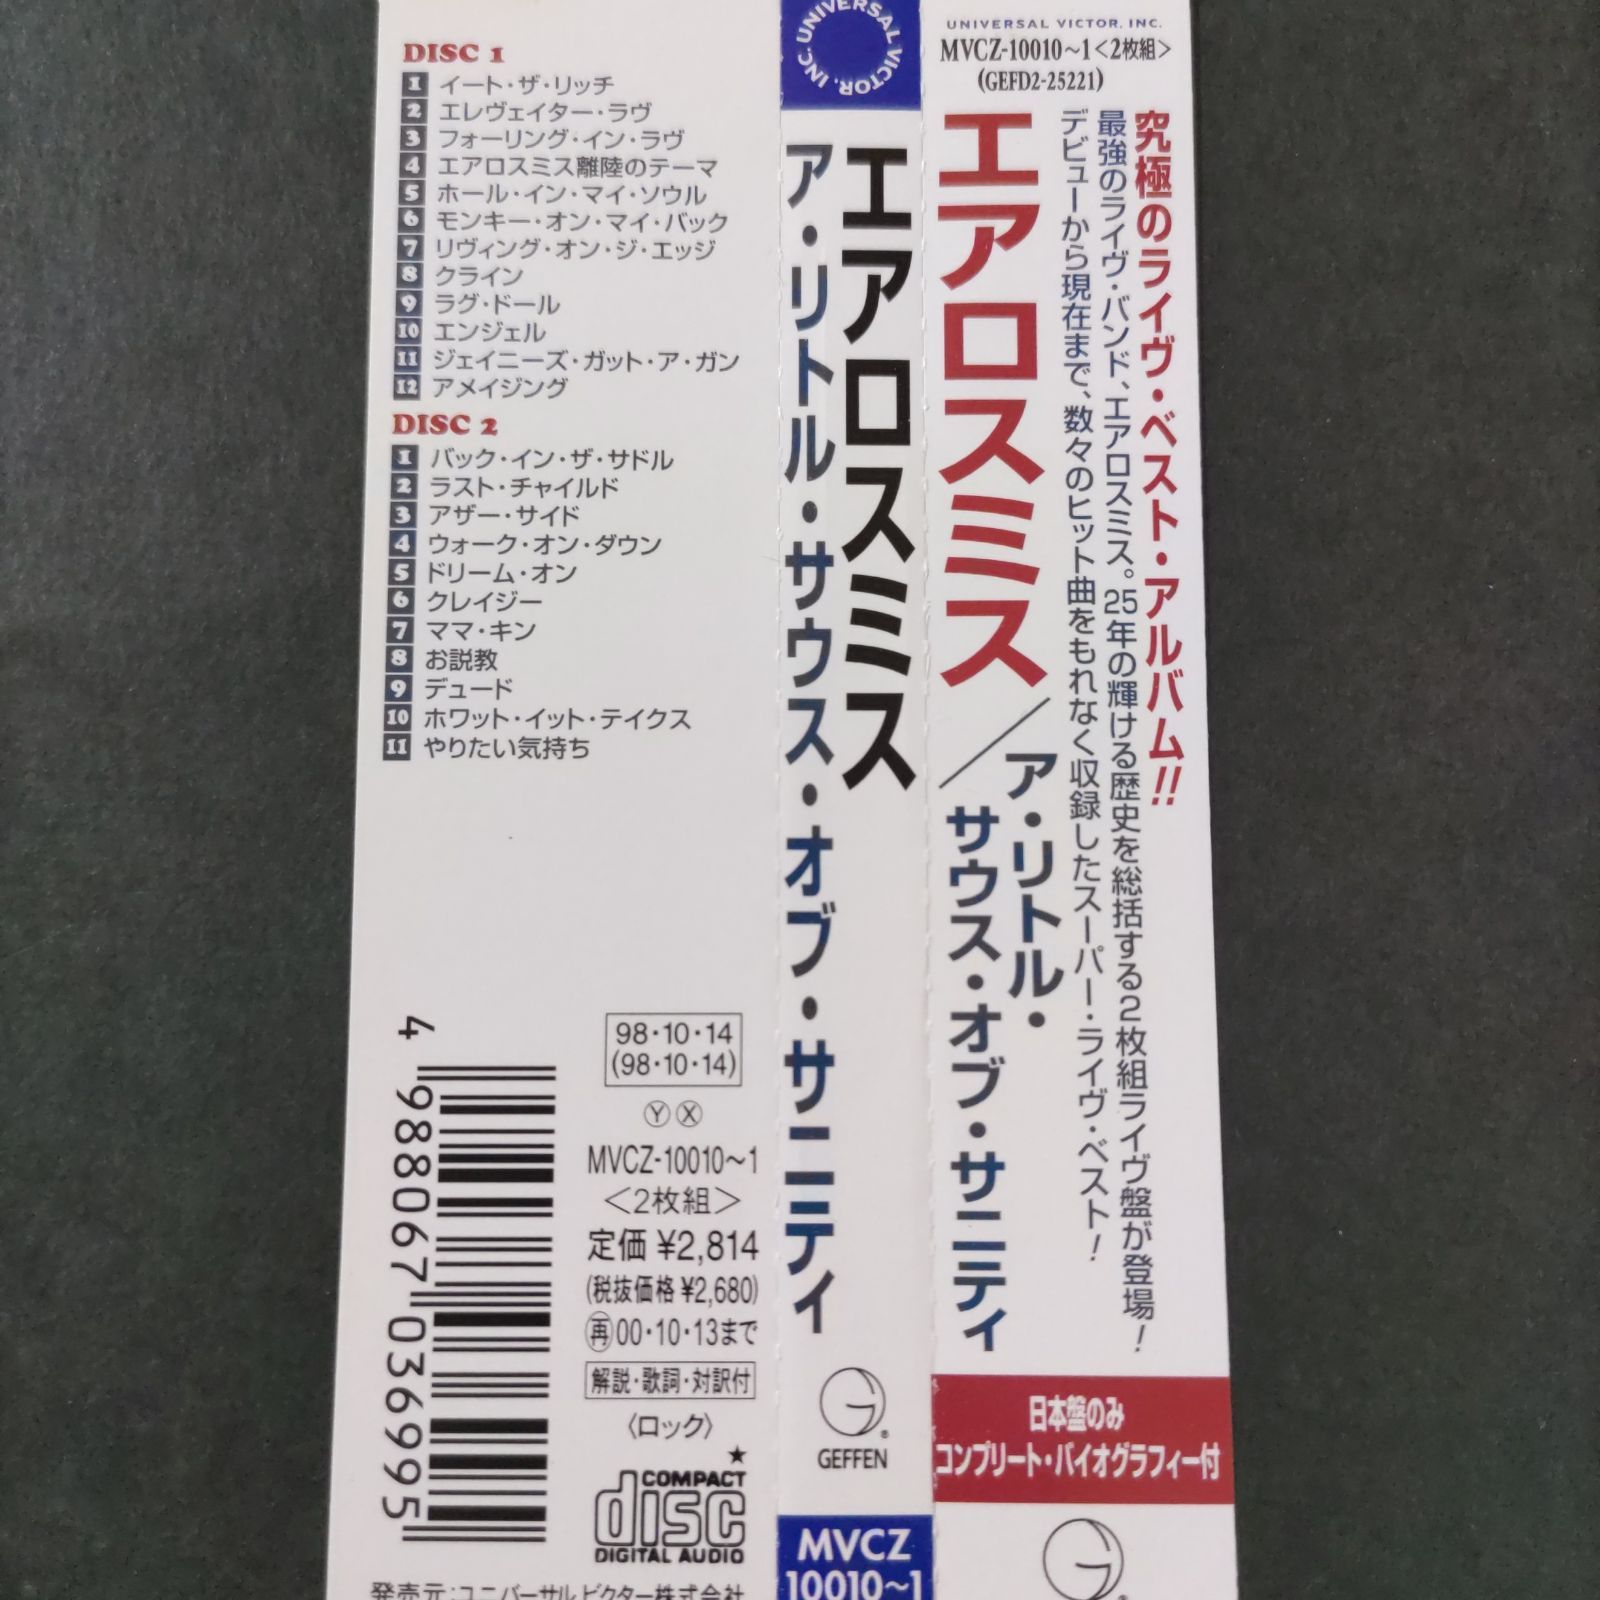 DISC 1
1 イート・ザ・リッチ
2 エレヴェイター・ラヴ
3 フォーリング・イン・ラヴ
4 エアロスミス離陸のテーマ
5 ホール・イン・マイ・ソウル
6 モンキー・オン・マイ・バック
7 リヴィング・オン・ジ・エッジ
8 クライン
9 ラグ・ドール
10 エンジェル
11 ジェイニーズ・ガット・ア・ガン
12 アメイジング
DISC 2
1 バック・イン・ザ・サドル
2 ラスト・チャイルド
3 アザー・サイド
4 ウォーク・オン・ダウン
5 ドリーム・オン
6 クレイジー
7 ママ・キン
8 お説教
9 デュード
10 ホワット・イット・テイクス
11 やりたい気持ち
4 988067 036995
98・10・14
(98・10・14)
Ⓨ Ⓧ
MVCZ-10010〜1
＜2枚組＞
定価 ¥2,814
(税抜価格 ¥2,680)
㊢00・10・13まで
解説・歌詞・対訳付
〈ロック〉
★
COMPACT
disc
DIGITAL AUDIO
発売元：ユニバーサルビクター株式会社
UNIVERSAL VICTOR, INC.
エアロスミス
ア・リトル・サウス・オブ・サニティ
GEFFEN
MVCZ
10010〜1
UNIVERSAL VICTOR, INC.
MVCZ-10010〜1＜2枚組＞
(GEFD2-25221)
究極のライヴ・ベスト・アルバム!!
最強のライヴ・バンド、エアロスミス。25年の輝ける歴史を総括する2枚組ライヴ盤が登場！
デビューから現在まで、数々のヒット曲をもれなく収録したスーパー・ライヴ・ベスト！
エアロスミス／ア・リトル・
サウス・オブ・サニティ
日本盤のみ
コンプリート・バイオグラフィー付